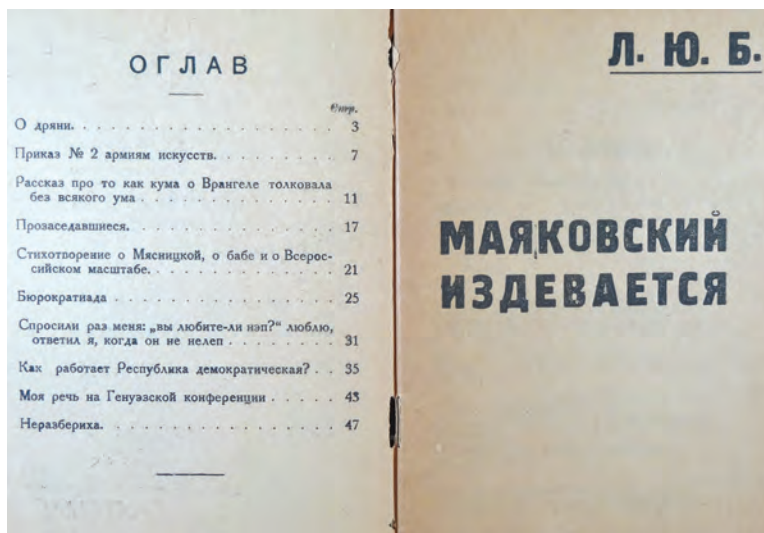 ОГЛАВ
Стр.
О дряни. . . . . . . . . . . . . . . . . . 3
Приказ № 2 армиям искусств. . . . . . . . . 7
Рассказ про то как кума о Врангеле толковала
без всякого ума . . . . . . . . . . . . . 11
Прозаседавшиеся. . . . . . . . . . . . . . 17
Стихотворение о Мясницкой, о бабе и о Всерос-
сийском масштабе. . . . . . . . . . . . . 21
Бюрократиада . . . . . . . . . . . . . . . 25
Спросили раз меня: „вы любите-ли нэп?“ люблю,
ответил я, когда он не нелеп . . . . . . . . 31
Как работает Республика демократическая? . . 35
Моя речь на Генуэзской конференции . . . . . 43
Неразбериха. . . . . . . . . . . . . . . . 47
Л. Ю. Б.
МАЯКОВСКИЙ
ИЗДЕВАЕТСЯ